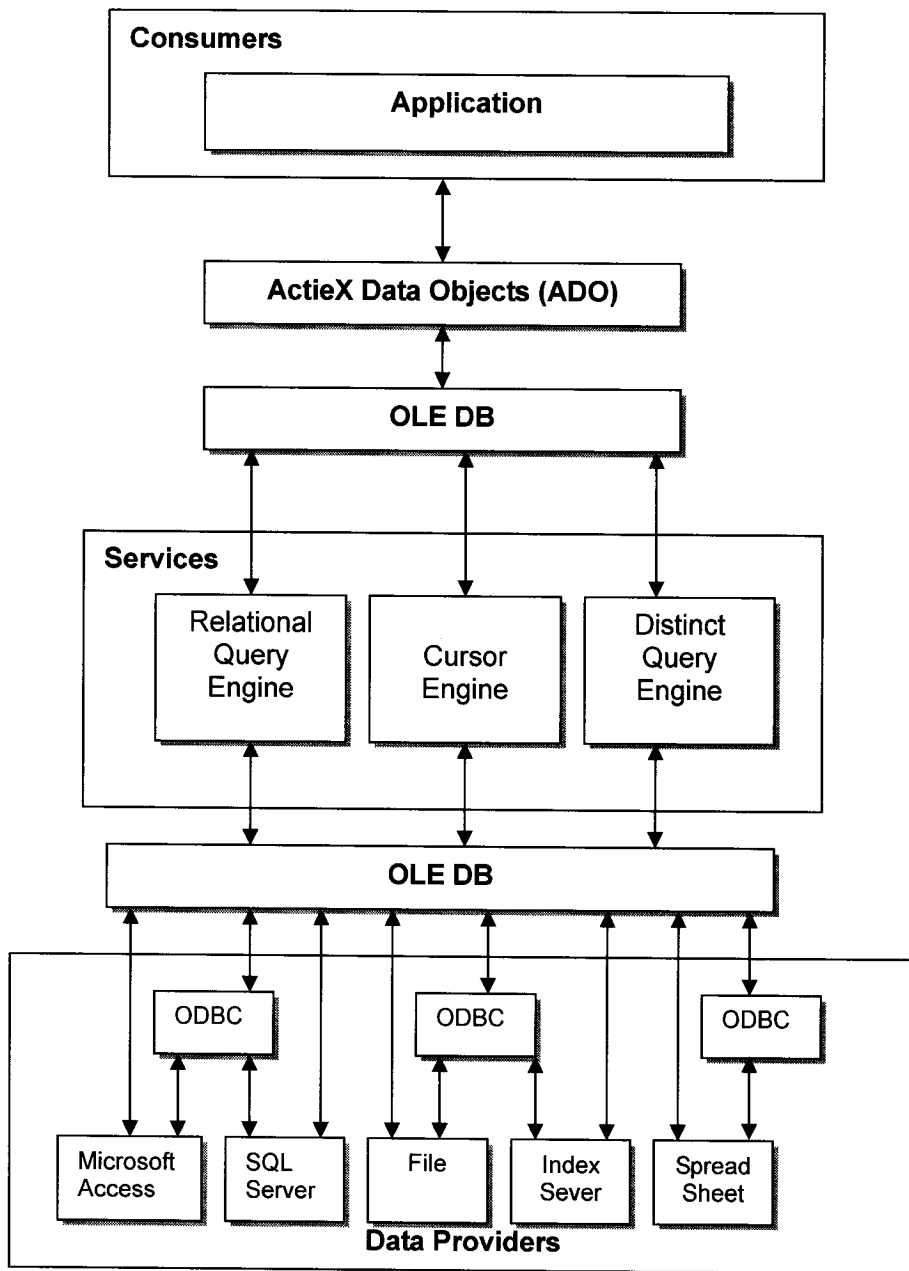 Consumers
Application
ActieX Data Objects (ADO)
OLE DB
Services
Relational
Query
Engine
Cursor
Engine
Distinct
Query
Engine
OLE DB
ODBC
ODBC
ODBC
Microsoft
Access
SQL
Server
File
Index
Sever
Spread
Sheet
Data Providers